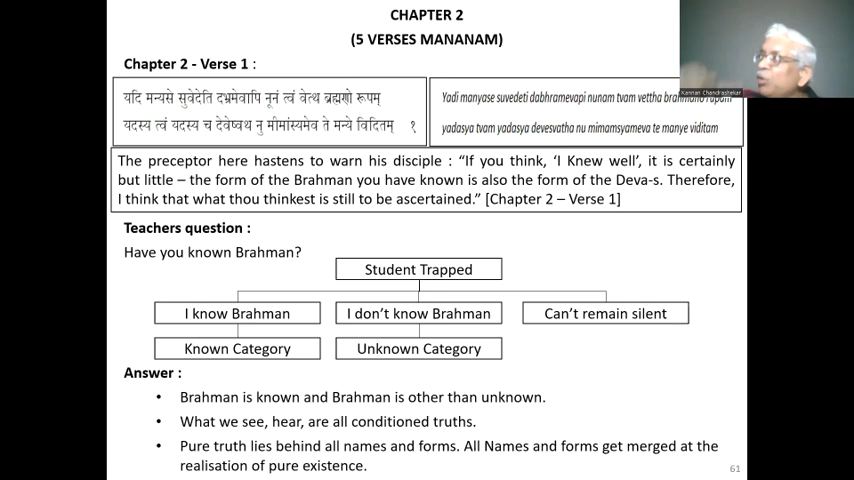 CHAPTER 2
(5 VERSES MANANAM)
Chapter 2 - Verse 1 :
यदि मन्यसे सुवेदेति दभ्रमेवापि नूनं त्वं वेत्थ ब्रह्मणो रूपम्
यदस्य त्वं यदस्य च देवेष्वथ नु मीमांस्यमेव ते मन्ये विदितम् १
Yadi manyase suvedeti dabhramevapi nunam tvam vettha brahmano rupam
yadasya tvam yadasya devesvatha nu mimamsyameva te manye viditam
Kannan Chandrashekar
The preceptor here hastens to warn his disciple : “If you think, ‘I Knew well’, it is certainly
but little – the form of the Brahman you have known is also the form of the Deva-s. Therefore,
I think that what thou thinkest is still to be ascertained.” [Chapter 2 – Verse 1]
Teachers question :
Have you known Brahman?
Student Trapped
I know Brahman
I don’t know Brahman
Can’t remain silent
Known Category
Unknown Category
Answer :
• Brahman is known and Brahman is other than unknown.
• What we see, hear, are all conditioned truths.
• Pure truth lies behind all names and forms. All Names and forms get merged at the
realisation of pure existence.
61